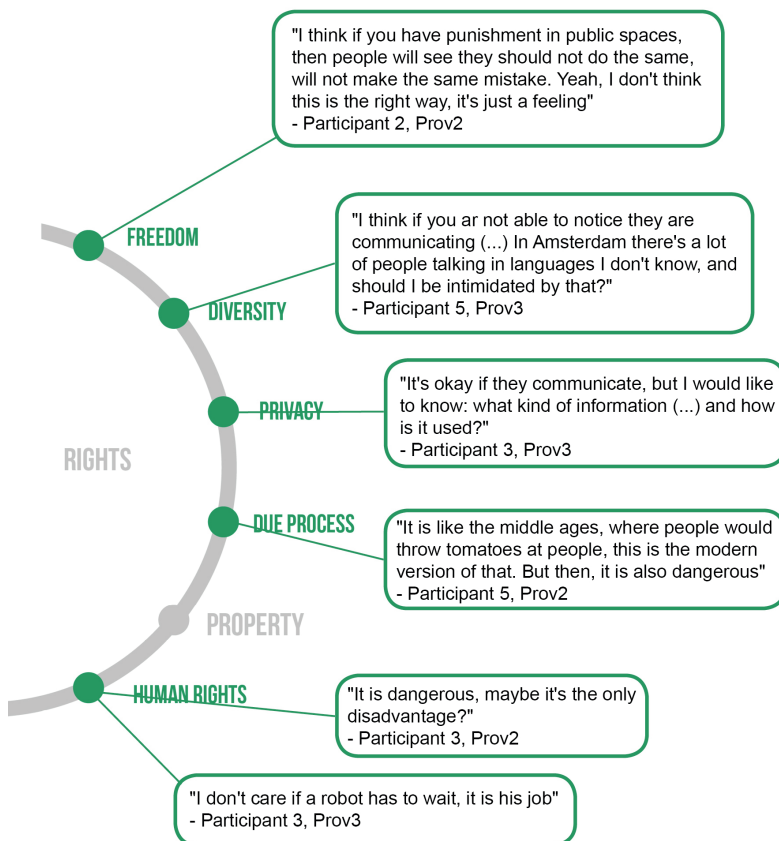 "I think if you have punishment in public spaces,
then people will see they should not do the same,
will not make the same mistake. Yeah, I don't think
this is the right way, it's just a feeling"
- Participant 2, Prov2
FREEDOM
"I think if you ar not able to notice they are
communicating (...) In Amsterdam there's a lot
of people talking in languages I don't know, and
should I be intimidated by that?"
- Participant 5, Prov3
DIVERSITY
"It's okay if they communicate, but I would like
to know: what kind of information (...) and how
is it used?"
- Participant 3, Prov3
PRIVACY
RIGHTS
DUE PROCESS
"It is like the middle ages, where people would
throw tomatoes at people, this is the modern
version of that. But then, it is also dangerous"
- Participant 5, Prov2
PROPERTY
HUMAN RIGHTS
"It is dangerous, maybe it's the only
disadvantage?"
- Participant 3, Prov2
"I don't care if a robot has to wait, it is his job"
- Participant 3, Prov3